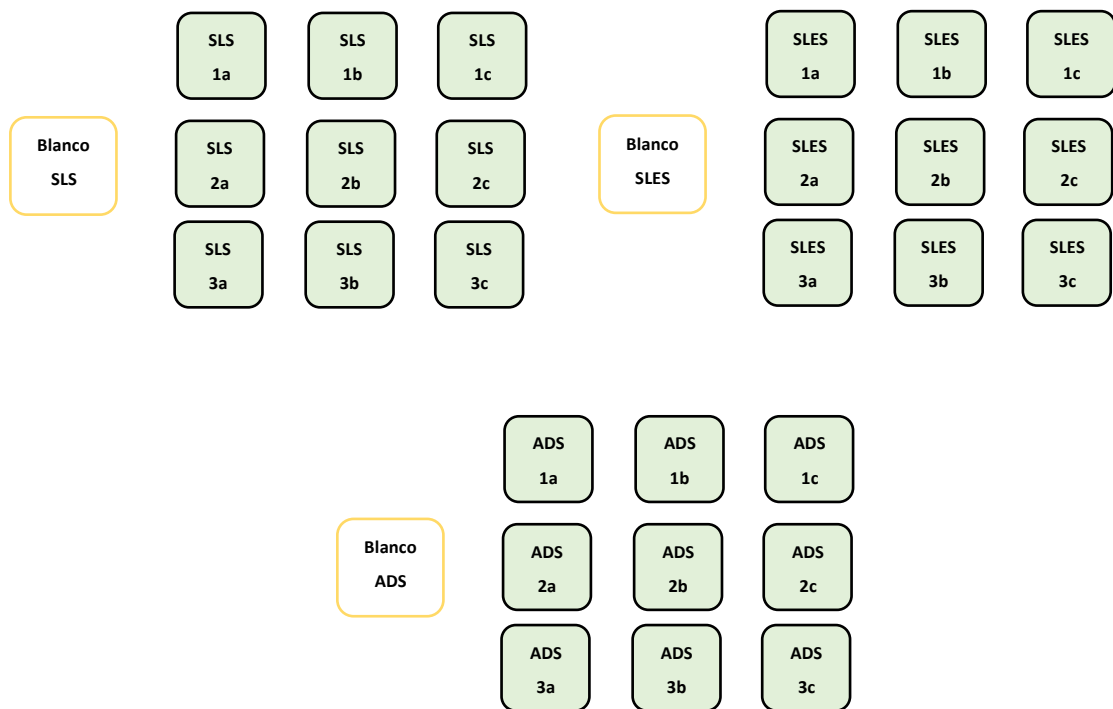 SLS
1a
SLS
1b
SLS
1c
Blanco
SLS
SLS
2a
SLS
2b
SLS
2c
SLS
3a
SLS
3b
SLS
3c
SLES
1a
SLES
1b
SLES
1c
Blanco
SLES
SLES
2a
SLES
2b
SLES
2c
SLES
3a
SLES
3b
SLES
3c
ADS
1a
ADS
1b
ADS
1c
Blanco
ADS
ADS
2a
ADS
2b
ADS
2c
ADS
3a
ADS
3b
ADS
3c